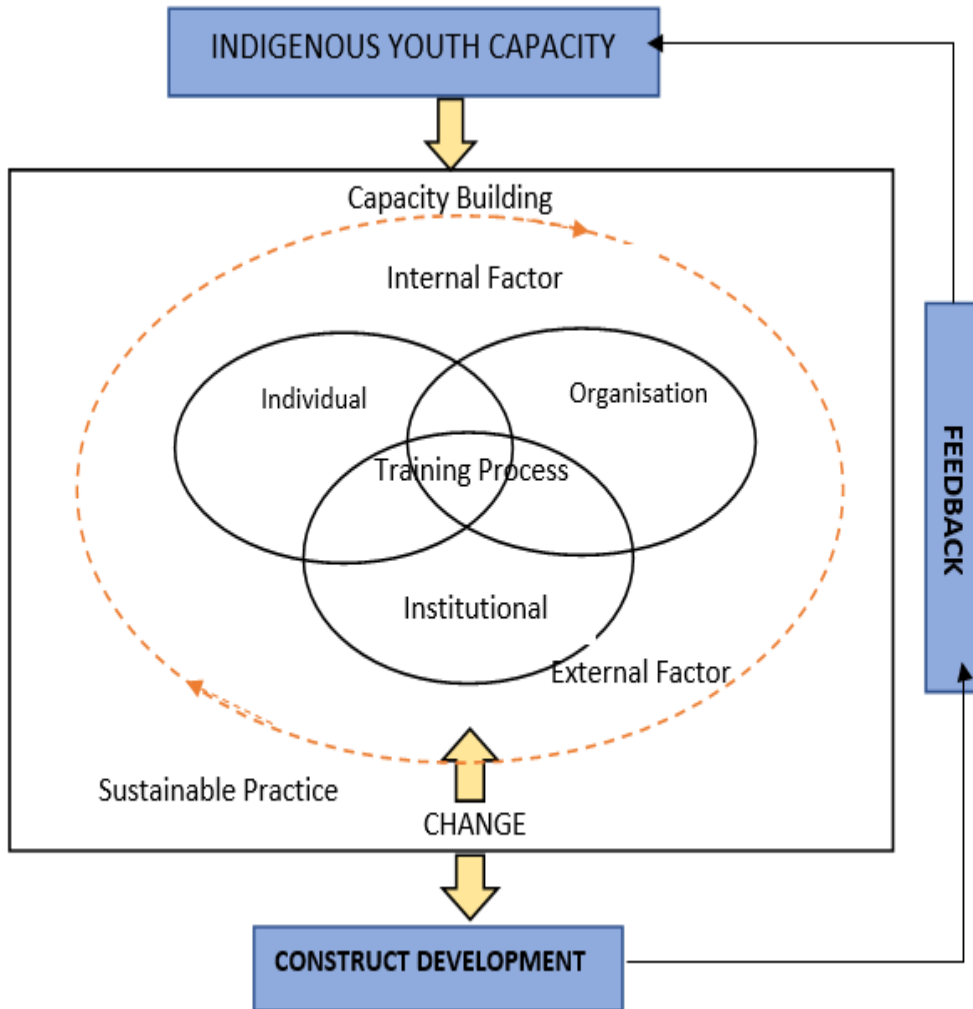 INDIGENOUS YOUTH CAPACITY
Capacity Building
Internal Factor
Individual
Organisation
Training Process
Institutional
External Factor
Sustainable Practice
CHANGE
CONSTRUCT DEVELOPMENT
FEEDBACK